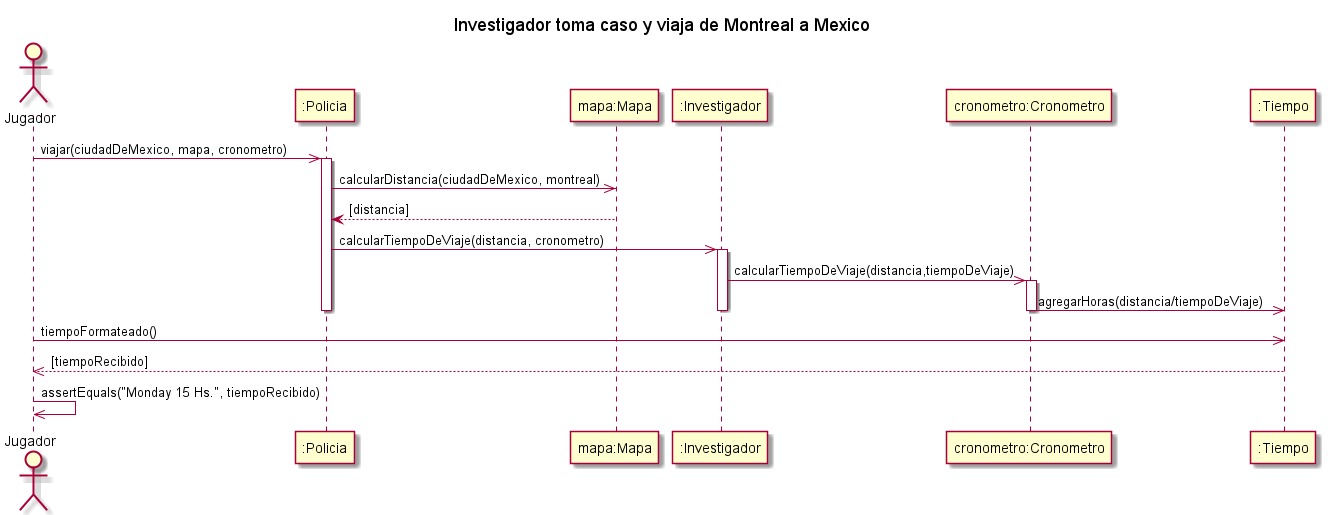 Investigador toma caso y viaja de Montreal a Mexico
Jugador
:Policia
mapa:Mapa
:Investigador
cronometro:Cronometro
:Tiempo
viajar(ciudadDeMexico, mapa, cronometro)
calcularDistancia(ciudadDeMexico, montreal)
[distancia]
calcularTiempoDeViaje(distancia, cronometro)
calcularTiempoDeViaje(distancia,tiempoDeViaje)
agregarHoras(distancia/tiempoDeViaje)
tiempoFormateado()
[tiempoRecibido]
assertEquals("Monday 15 Hs.", tiempoRecibido)
Jugador
:Policia
mapa:Mapa
:Investigador
cronometro:Cronometro
:Tiempo